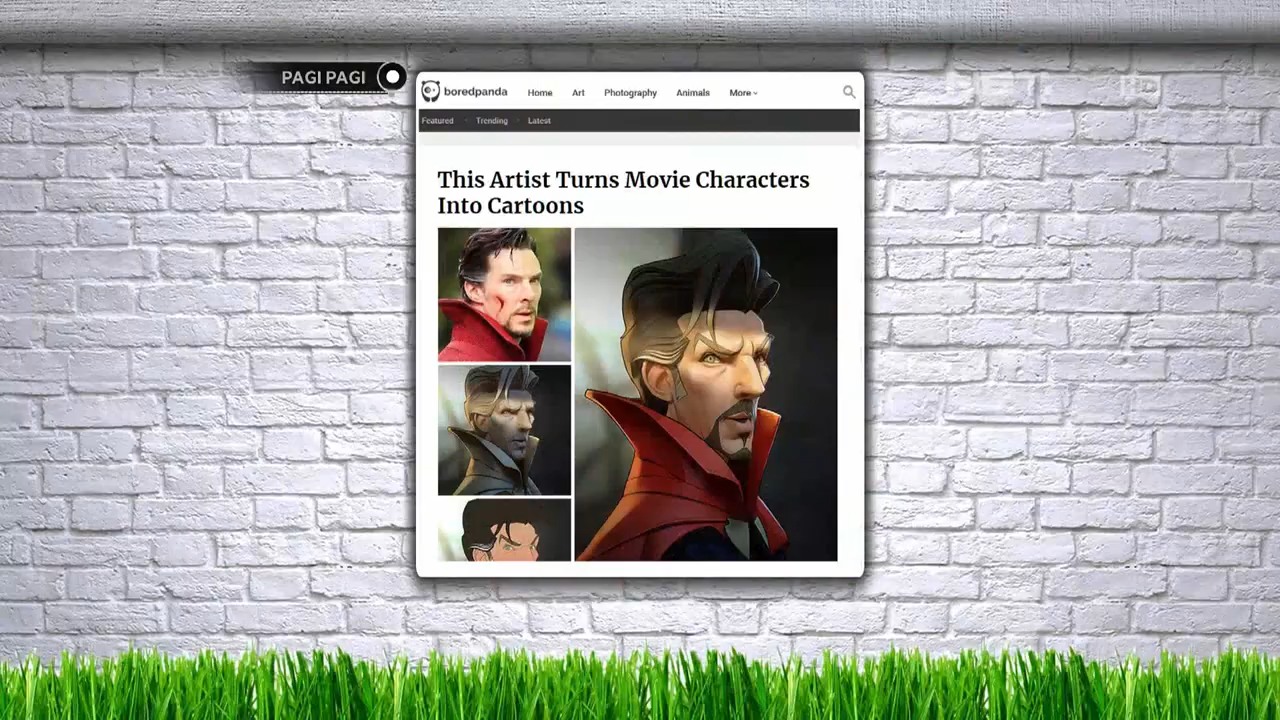 PAGI PAGI
boredpanda Home Art Photography Animals More
Featured Trending Latest
This Artist Turns Movie Characters
Into Cartoons